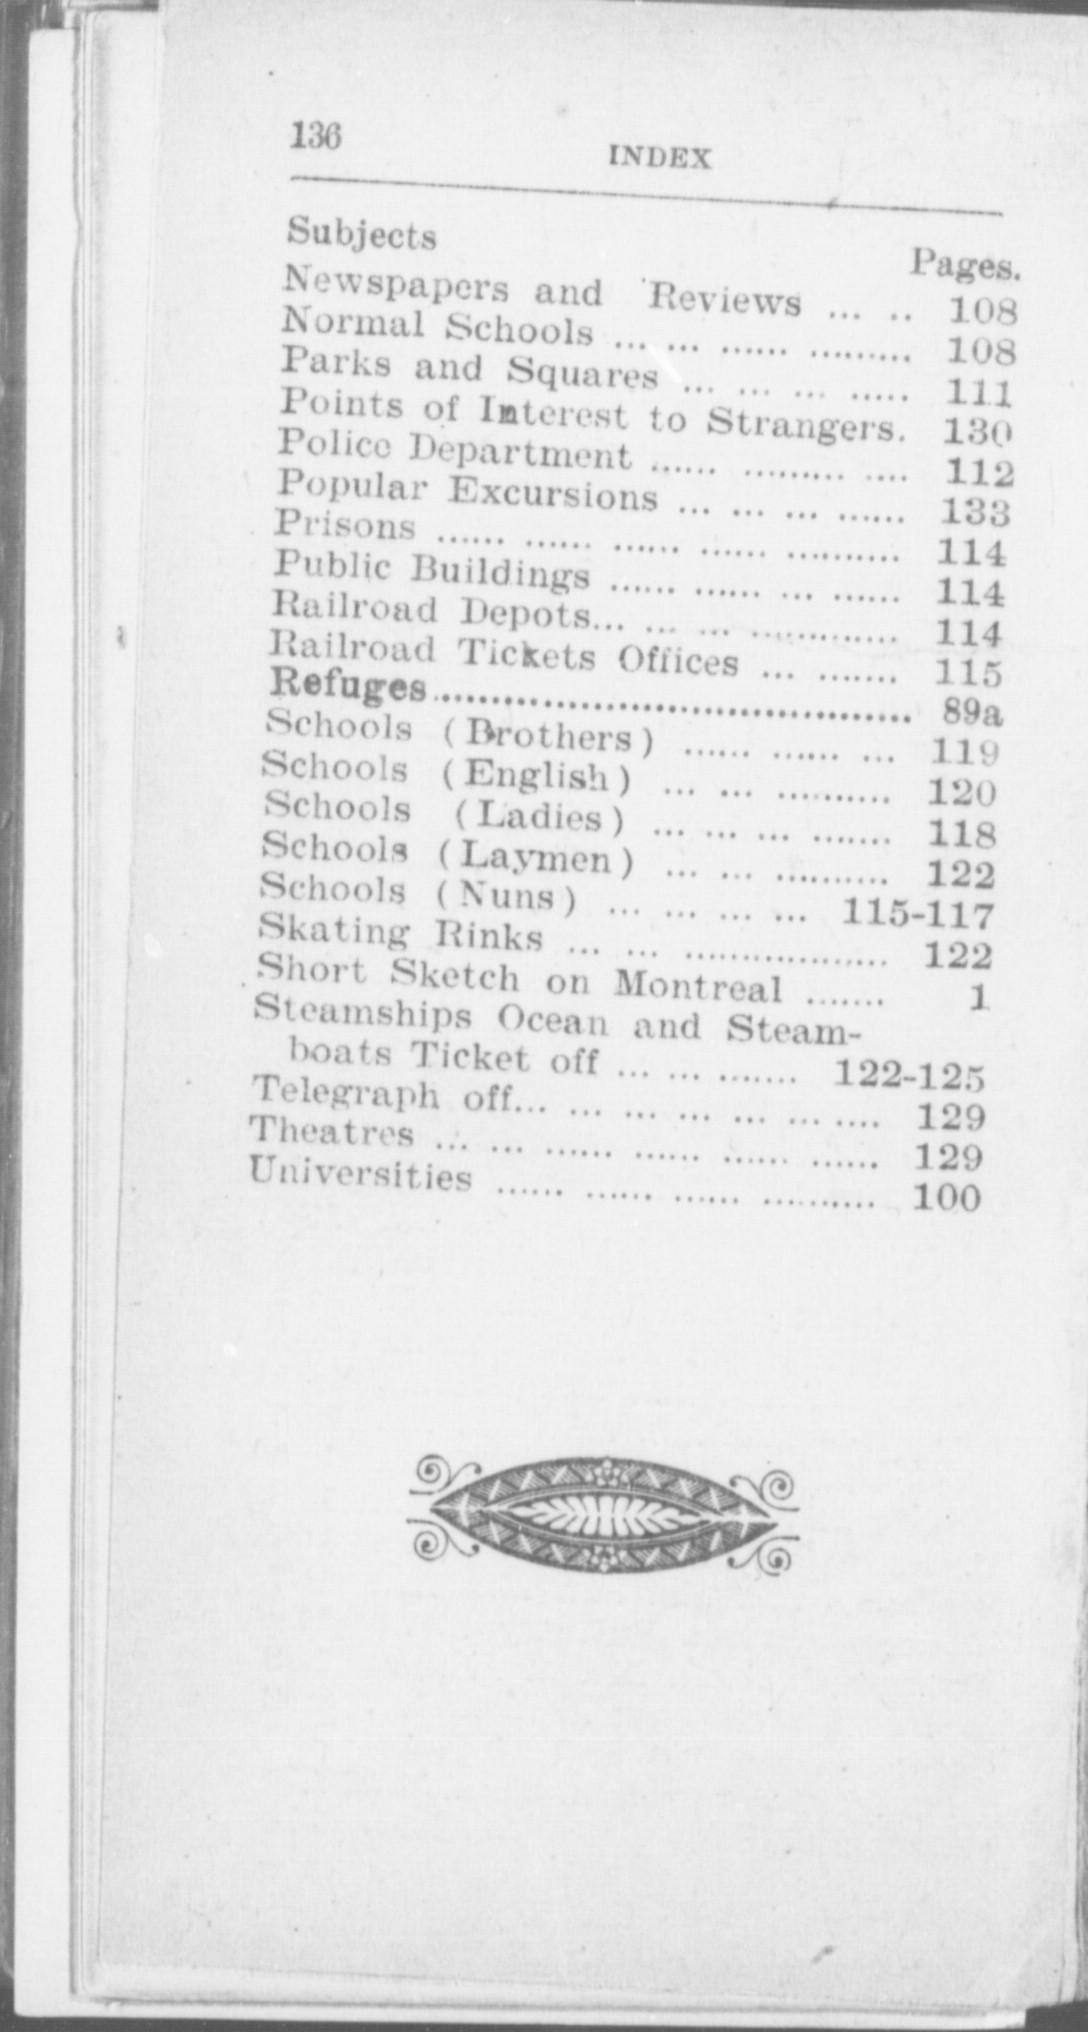 136
INDEX
Subjects
Pages.
Newspapers and Reviews ... .. 108
Normal Schools ... ... ...... ......... 108
Parks and Squares ... ... ... ..... 111
Points of Interest to Strangers. 130
Police Department ...... ......... .... 112
Popular Excursions ... ... ... ...... 133
Prisons ...... ...... ...... ...... .......... 114
Public Buildings ...... ...... ... ...... 114
Railroad Depots... ... ... ............. 114
Railroad Tickets Offices ... ....... 115
Refuges .......................................... 89a
Schools (Brothers) ...... ...... ... 119
Schools (English) ... ... .......... 120
Schools (Ladies) ... ... ... ....... 118
Schools (Laymen) ... ... .......... 122
Schools (Nuns) ... ... ... ... 115-117
Skating Rinks ... ... .................. 122
Short Sketch on Montreal ....... 1
Steamships Ocean and Steam-
boats Ticket off ... ... ....... 122-125
Telegraph off... ... ... ... ... ... .... 129
Theatres ... ... ...... ...... ...... ...... 129
Universities ...... ...... ...... .......... 100